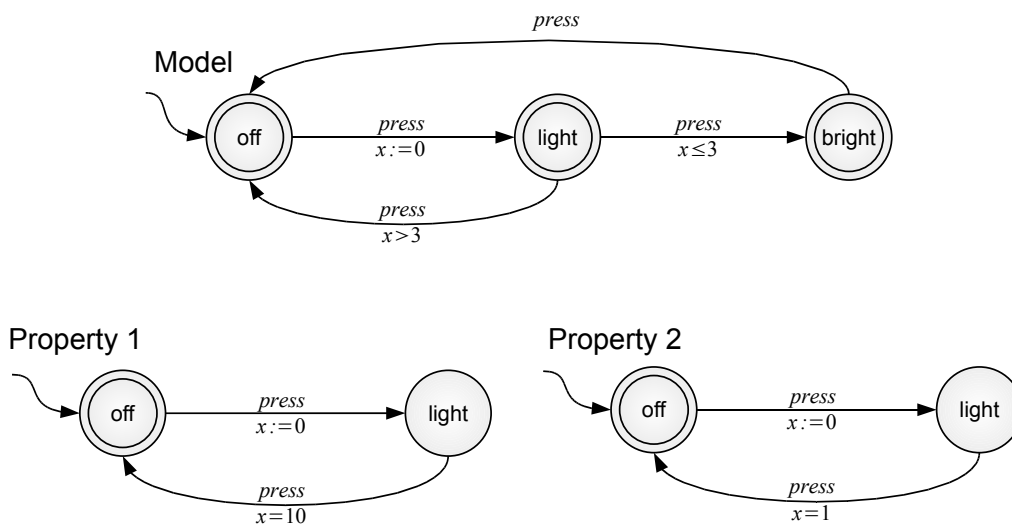 press
Model
off
press
x:=0
light
press
x≤3
bright
press
x>3
Property 1
off
press
x:=0
light
press
x=10
Property 2
off
press
x:=0
light
press
x=1